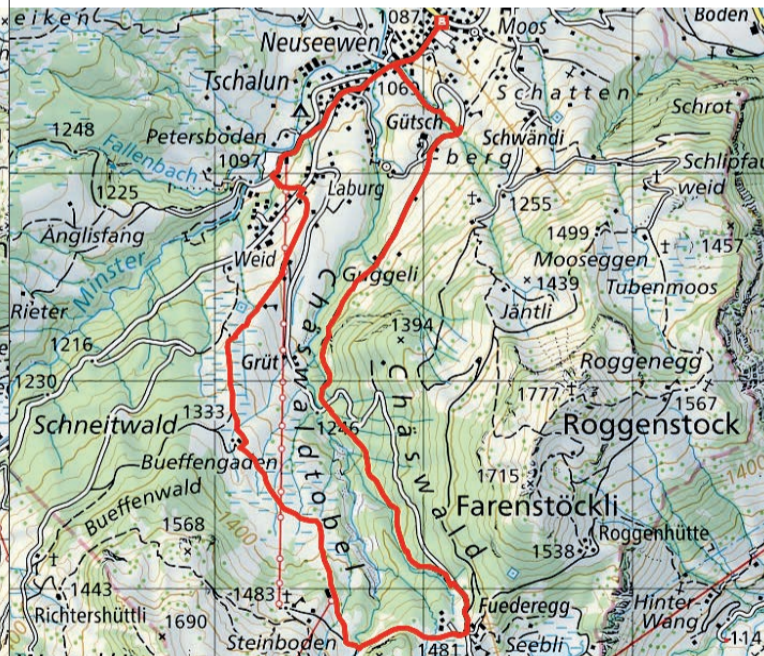 eiken
087
Moos
Boden
Neuseewen
Tschalun
106
Schatten-
Schrot
1248
Petersboden
Gütsch
Schwändi
Fallenbach
1097
berg
1225
Laburg
weid
1255
Änglisfang
1499
1457
Weid
Mooseggen
Minster
Guggeli
1439
Tubenmoos
Rieter
Jäntli
1216
1394
Grüt
Roggenegg
1230
1777
1567
Schneitwald
1333
Roggenstock
1246
Chäswaldtobel
Chäswald
Bueffengaden
1400
Bueffenwald
1715
Farenstöckli
1568
1400
1538
Roggenhütte
1443
1483
Fuederegg
Hinter-
Richtershüttli
1690
Wang
Steinboden
1481
Seebli